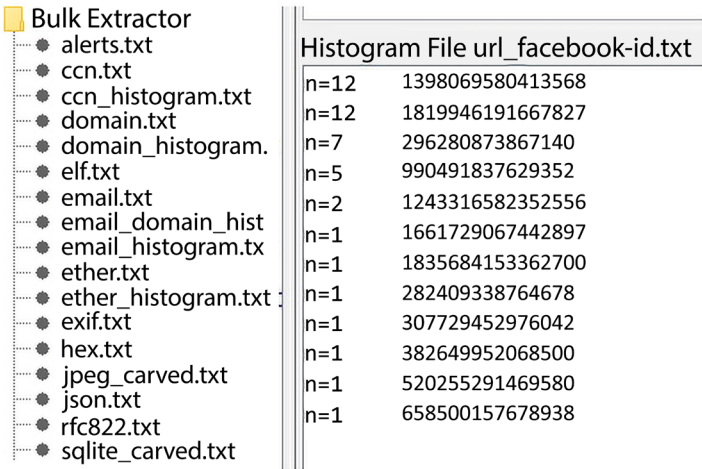 Bulk Extractor
alerts.txt
ccn.txt
ccn_histogram.txt
domain.txt
domain_histogram.
elf.txt
email.txt
email_domain_hist
email_histogram.tx
ether.txt
ether_histogram.txt
exif.txt
hex.txt
jpeg_carved.txt
json.txt
rfc822.txt
sqlite_carved.txt
Histogram File url_facebook-id.txt
n=12 1398069580413568
n=12 1819946191667827
n=7 296280873867140
n=5 990491837629352
n=2 1243316582352556
n=1 1661729067442897
n=1 1835684153362700
n=1 282409338764678
n=1 307729452976042
n=1 382649952068500
n=1 520255291469580
n=1 658500157678938